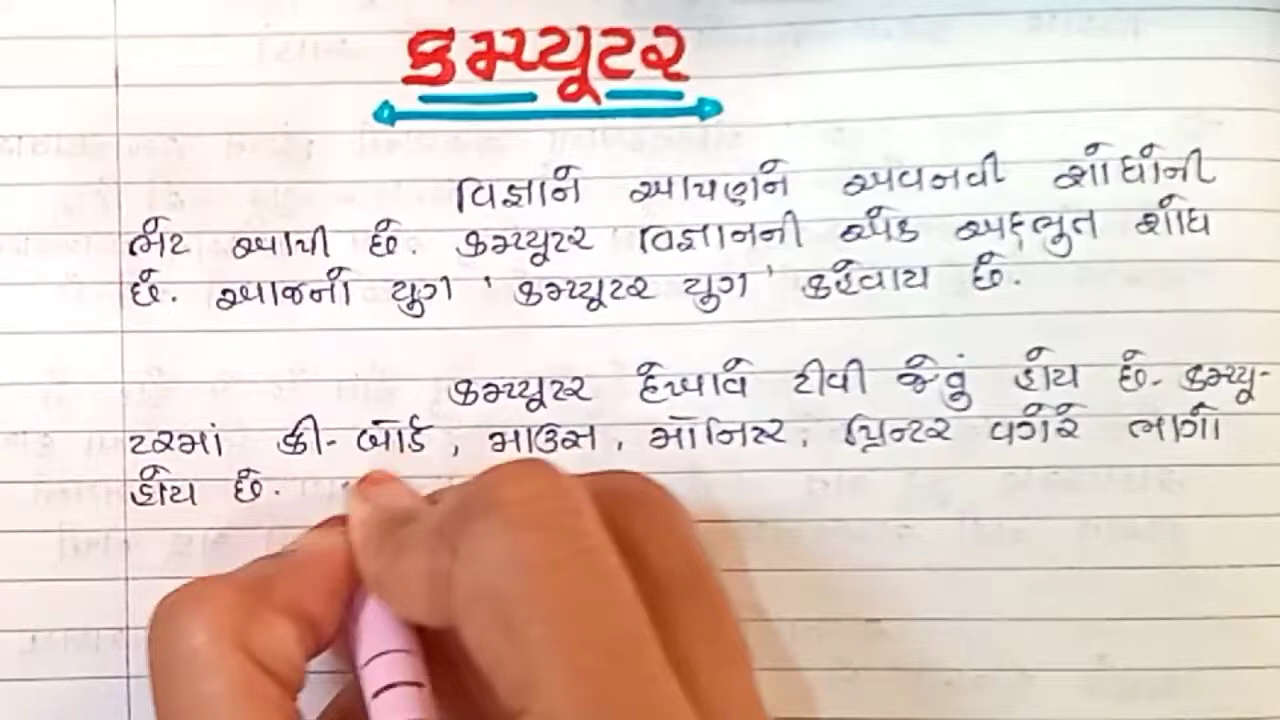 કમ્પ્યૂટર
વિજ્ઞાને આપણને અવનવી શોધોની
ભેટ આપી છે. કમ્પ્યૂટર વિજ્ઞાનની એક અદ્દભુત શોધ
છે. આજનો યુગ ' કમ્પ્યૂટર યુગ ' કહેવાય છે.
કમ્પ્યૂટર દેખાવે ટીવી જેવું હોય છે. કમ્પ્યૂ-
ટરમાં કી- બોર્ડ, માઉસ, મોનિટર, પ્રિન્ટર વગેરે ભાગો
હોય છે.